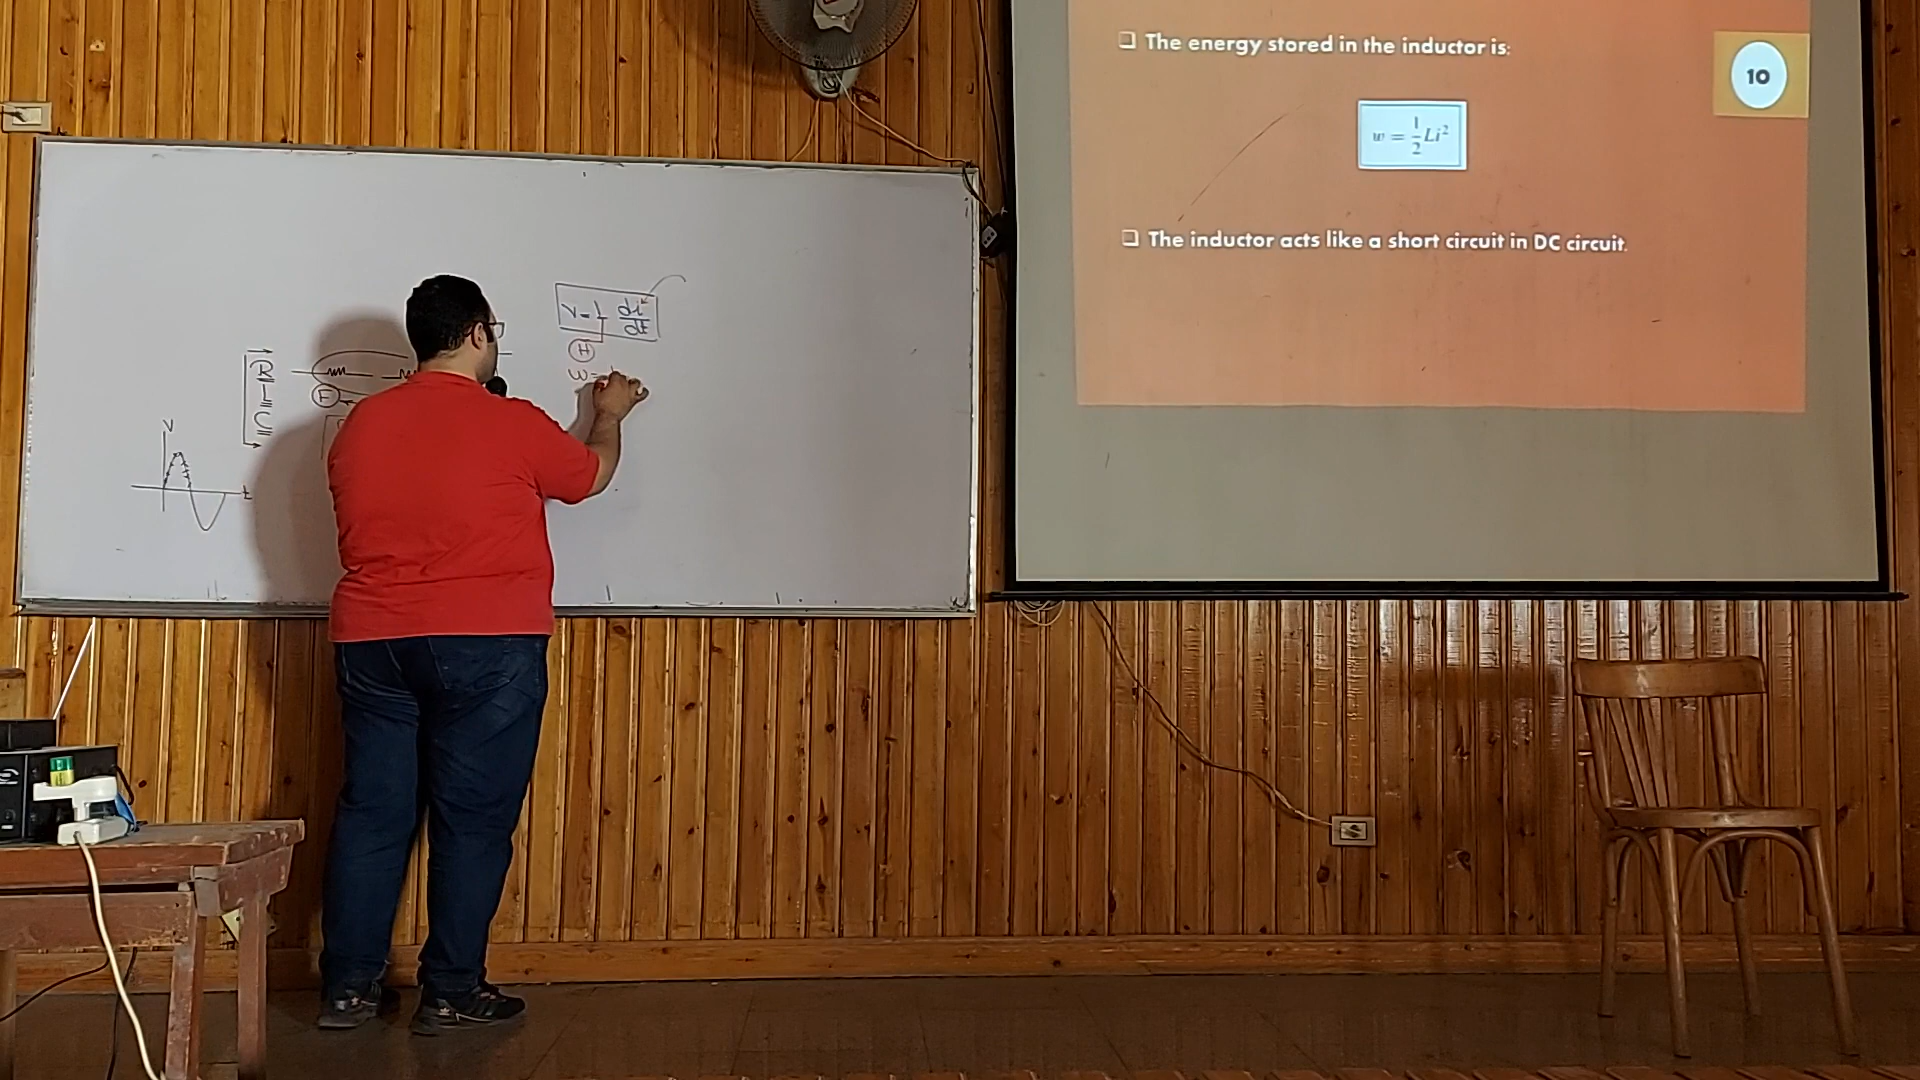 V = L di/dt
H
W =
R
L
C
F
V
t
❑ The energy stored in the inductor is:
10
w = 1/2 Li²
❑ The inductor acts like a short circuit in DC circuit.